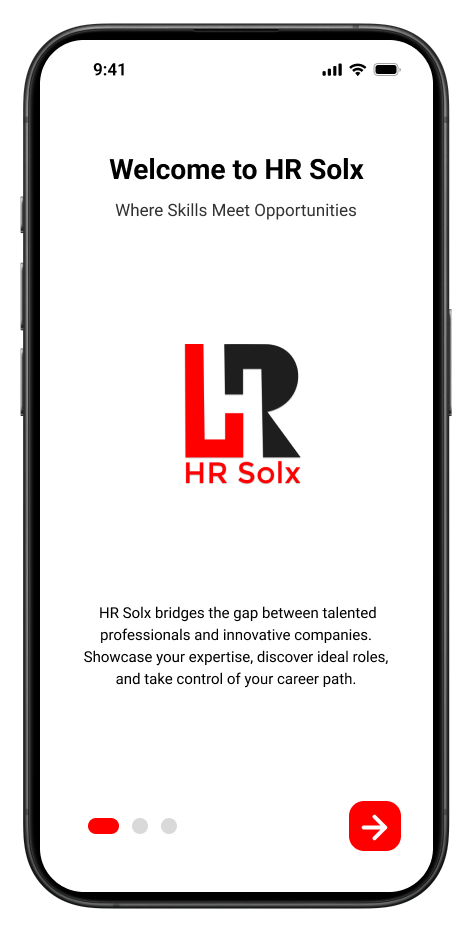 9:41
Welcome to HR Solx
Where Skills Meet Opportunities
HR
HR Solx
HR Solx bridges the gap between talented
professionals and innovative companies.
Showcase your expertise, discover ideal roles,
and take control of your career path.